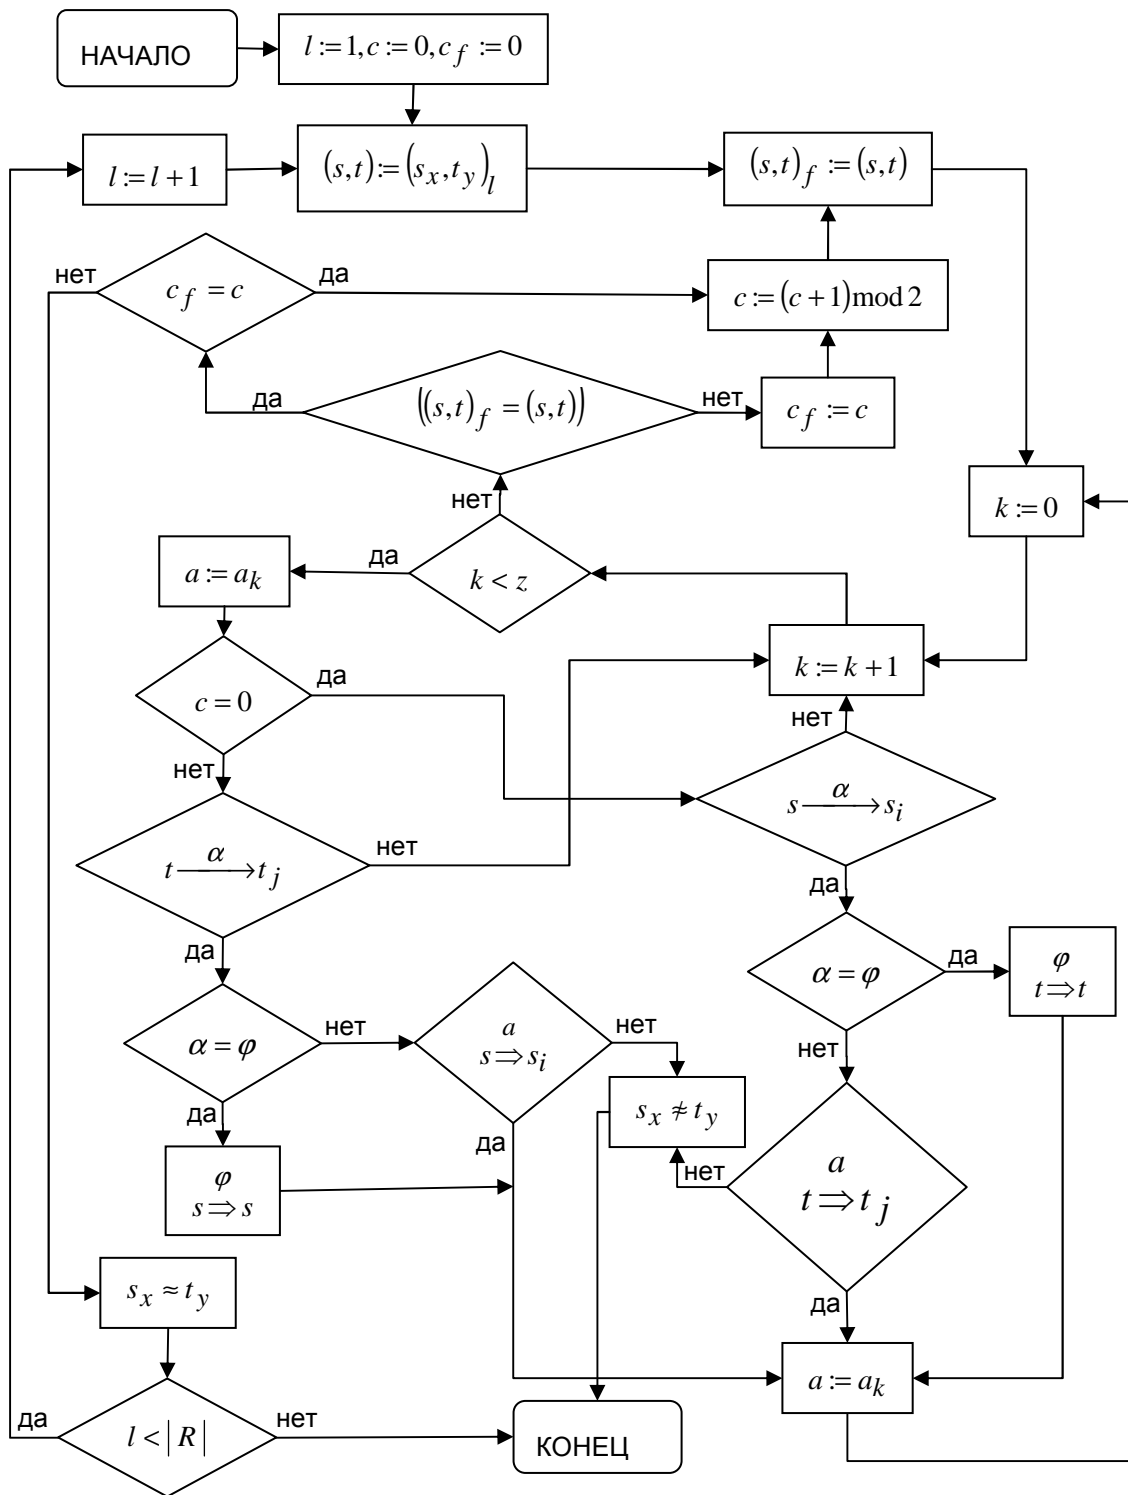 НАЧАЛО
l := 1, c := 0, c_f := 0
l := l + 1
(s,t) := (s_x, t_y)_l
(s,t)_f := (s,t)
нет
c_f = c
да
c := (c + 1) mod 2
да
((s,t)_f = (s,t))
нет
c_f := c
нет
k := 0
a := a_k
да
k < z
k := k + 1
c = 0
да
нет
нет
s —α→ s_i
t —α→ t_j
нет
да
да
α = φ
да
φ
t ⇒ t
α = φ
нет
a
s ⇒ s_i
нет
нет
да
s_x ≉ t_y
да
φ
s ⇒ s
нет
a
t ⇒ t_j
s_x ≈ t_y
да
a := a_k
да
l < |R|
нет
КОНЕЦ